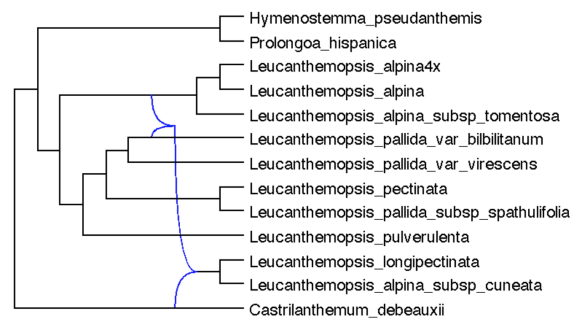 Hymenostemma_pseudanthemis
Prolongoa_hispanica
Leucanthemopsis_alpina4x
Leucanthemopsis_alpina
Leucanthemopsis_alpina_subsp_tomentosa
Leucanthemopsis_pallida_var_bilbilitanum
Leucanthemopsis_pallida_var_virescens
Leucanthemopsis_pectinata
Leucanthemopsis_pallida_subsp_spathulifolia
Leucanthemopsis_pulverulenta
Leucanthemopsis_longipectinata
Leucanthemopsis_alpina_subsp_cuneata
Castrilanthemum_debeauxii